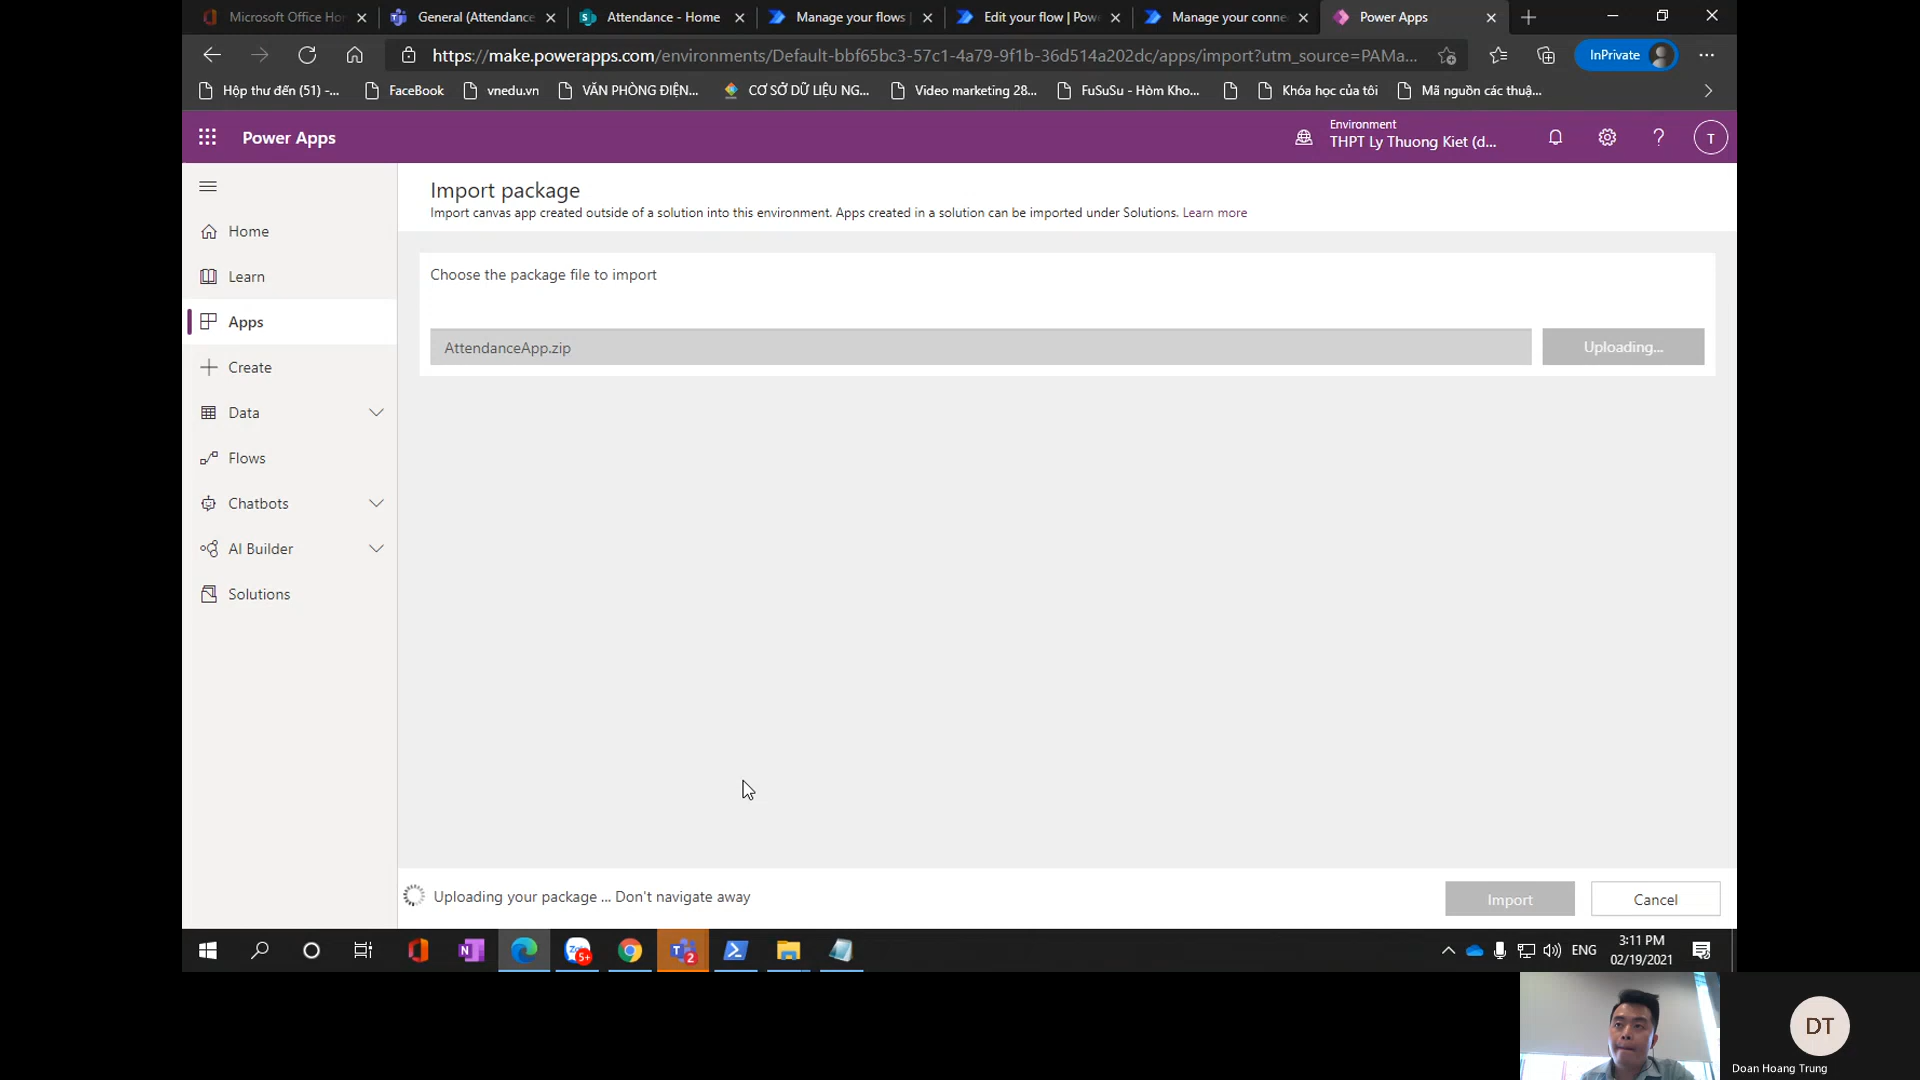 Microsoft Office Ho
General (Attendance
Attendance - Home
Manage your flows |
Edit your flow | Pow
Manage your conne
Power Apps
https://make.powerapps.com/environments/Default-bbf65bc3-57c1-4a79-9f1b-36d514a202dc/apps/import?utm_source=PAMa...
InPrivate
Hộp thư đến (51) -...
FaceBook
vnedu.vn
VĂN PHÒNG ĐIỆN...
CƠ SỞ DỮ LIỆU NG...
Video marketing 28...
FuSuSu - Hòm Kho...
Khóa học của tôi
Mã nguồn các thuậ...
Power Apps
Environment
THPT Ly Thuong Kiet (d...
T
Import package
Import canvas app created outside of a solution into this environment. Apps created in a solution can be imported under Solutions. Learn more
Home
Learn
Apps
Create
Data
Flows
Chatbots
AI Builder
Solutions
Choose the package file to import
AttendanceApp.zip
Uploading...
Uploading your package ... Don't navigate away
Import
Cancel
5+
2
ENG
3:11 PM
02/19/2021
DT
Doan Hoang Trung